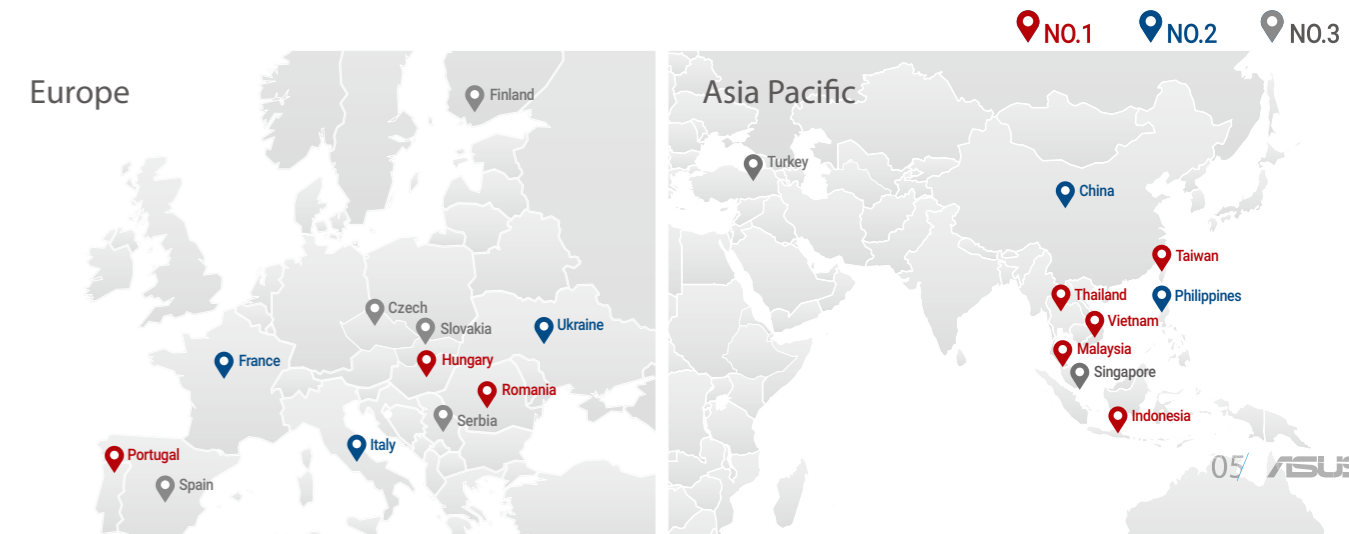 NO.1 NO.2 NO.3
Europe
Finland
Czech
Slovakia
Ukraine
France
Hungary
Romania
Serbia
Italy
Portugal
Spain
Asia Pacific
Turkey
China
Taiwan
Thailand
Philippines
Vietnam
Malaysia
Singapore
Indonesia
05/ ASUS